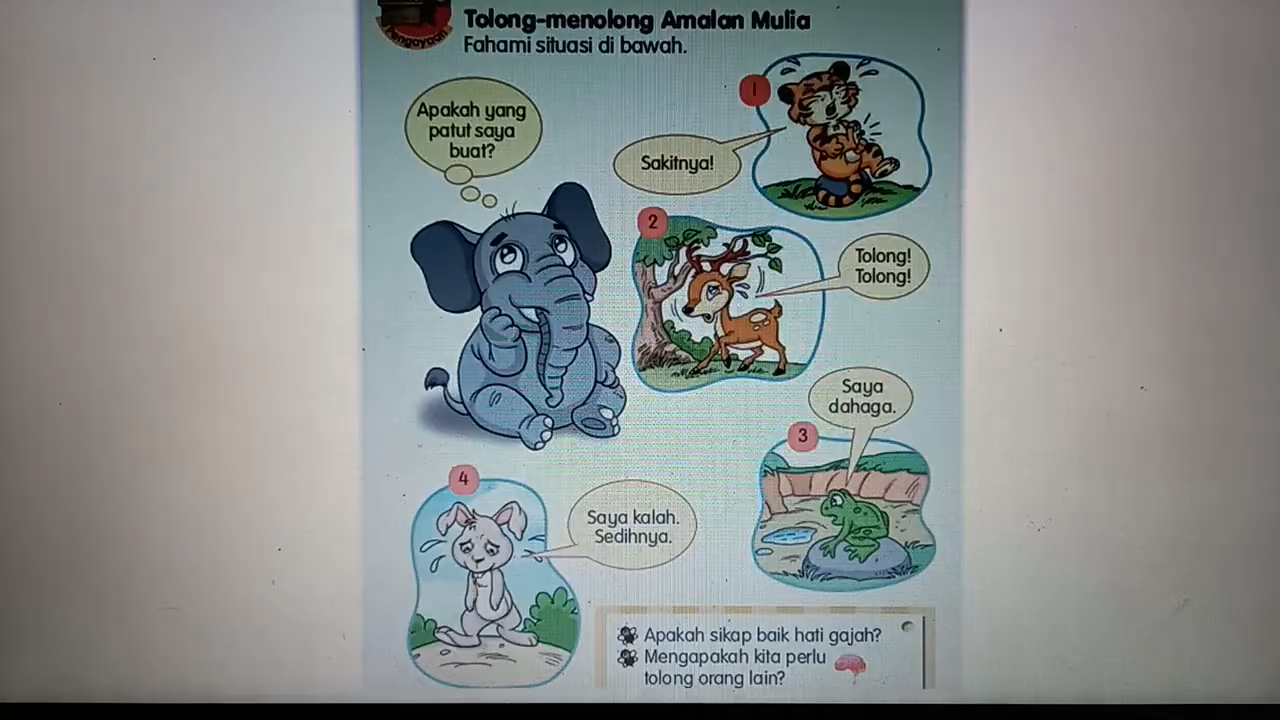 Pengayaan
Tolong-menolong Amalan Mulia
Fahami situasi di bawah.
Apakah yang
patut saya
buat?
1
Sakitnya!
2
Tolong!
Tolong!
Saya
dahaga.
3
4
Saya kalah.
Sedihnya.
Apakah sikap baik hati gajah?
Mengapakah kita perlu
tolong orang lain?